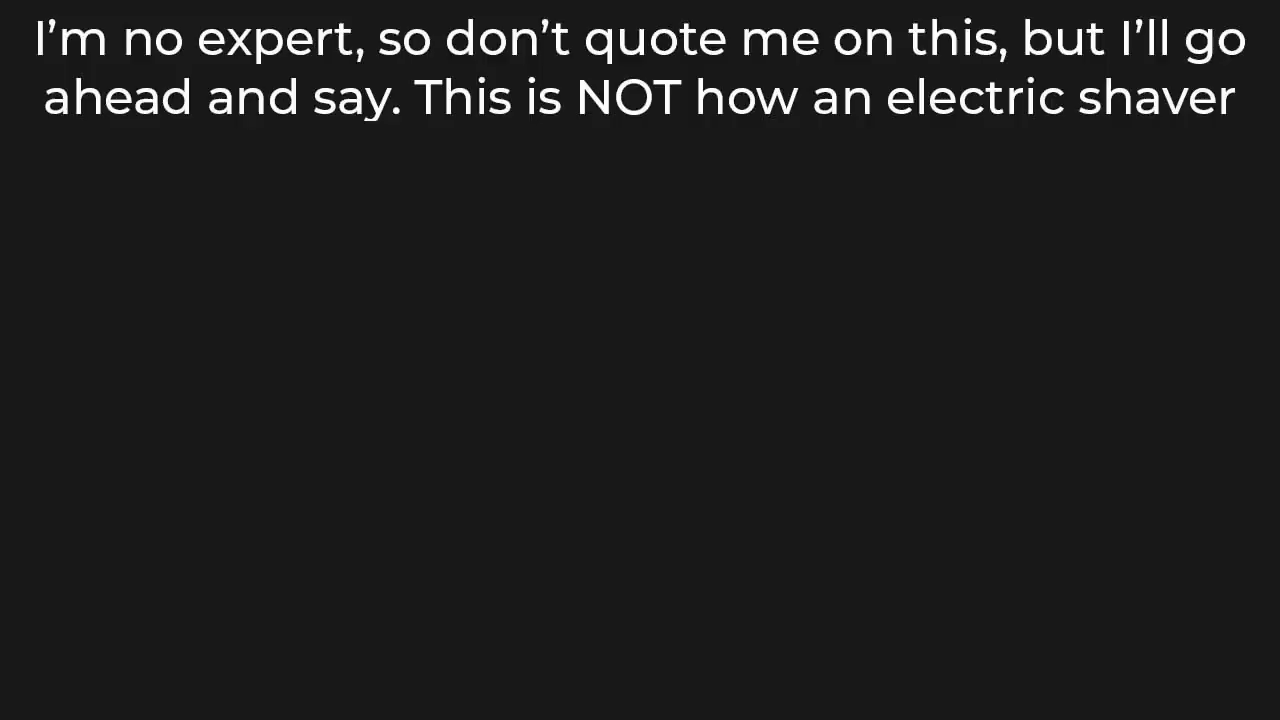 I’m no expert, so don’t quote me on this, but I’ll go
ahead and say. This is NOT how an electric shaver